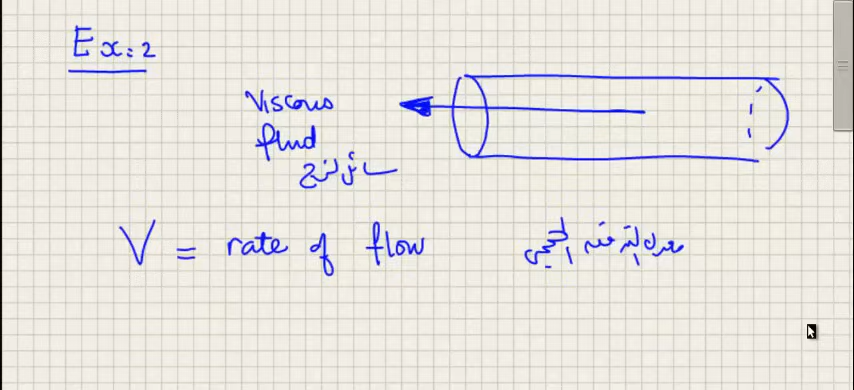 Ex: 2
Viscous
fluid
سائل لزج
V = rate of flow معدل التدفق الحجمي